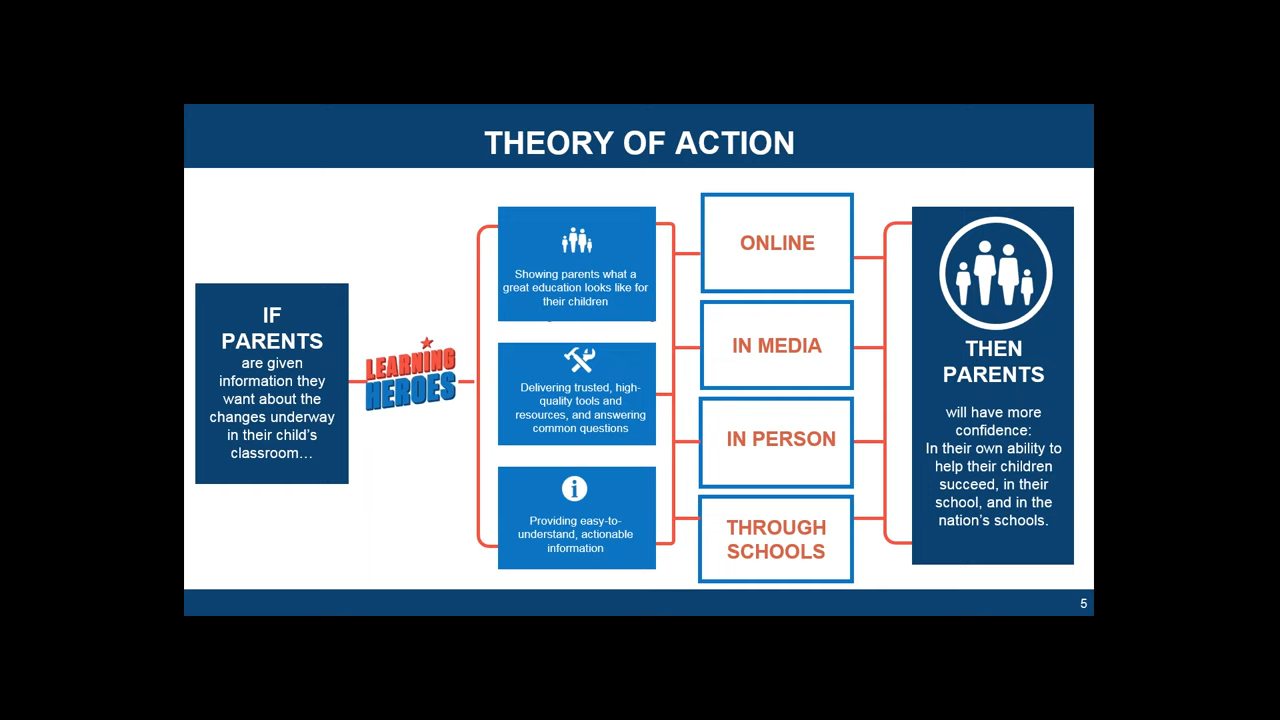 THEORY OF ACTION
IF
PARENTS
are given
information they
want about the
changes underway
in their child's
classroom…
LEARNING
HEROES
Showing parents what a
great education looks like for
their children
Delivering trusted, high-
quality tools and
resources, and answering
common questions
i
Providing easy-to-
understand, actionable
information
ONLINE
IN MEDIA
IN PERSON
THROUGH
SCHOOLS
THEN
PARENTS
will have more
confidence:
In their own ability to
help their children
succeed, in their
school, and in the
nation's schools.
5